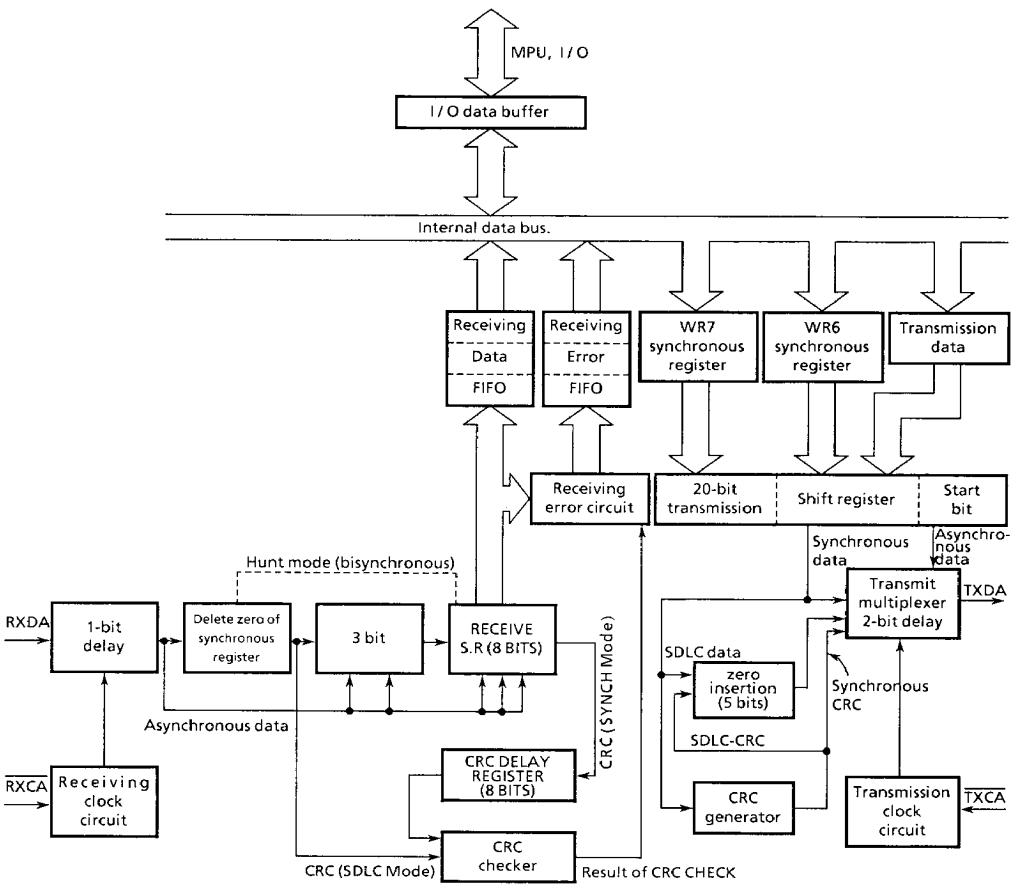 MPU, I/O
I/O data buffer
Internal data bus.
Receiving
Data
FIFO
Receiving
Error
FIFO
WR7
synchronous
register
WR6
synchronous
register
Transmission
data
Receiving
error circuit
20-bit
transmission
Shift register
Start
bit
Synchronous
data
Asynchro-
nous
data
Hunt mode (bisynchronous)
RXDA
1-bit
delay
Delete zero of
synchronous
register
3 bit
RECEIVE
S.R (8 BITS)
Transmit
multiplexer
2-bit delay
TXDA
Asynchronous data
CRC (SYNCH Mode)
SDLC data
zero
insertion
(5 bits)
Synchronous
CRC
SDLC-CRC
RXCA
Receiving
clock
circuit
CRC DELAY
REGISTER
(8 BITS)
CRC
generator
Transmission
clock
circuit
TXCA
CRC
checker
CRC (SDLC Mode)
Result of CRC CHECK